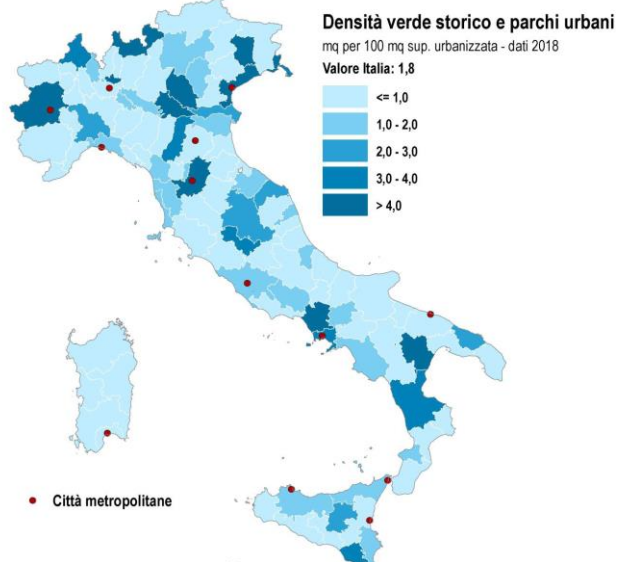 Densità verde storico e parchi urbani
mq per 100 mq sup. urbanizzata - dati 2018
Valore Italia: 1,8
<= 1,0
1,0 - 2,0
2,0 - 3,0
3,0 - 4,0
> 4,0
Città metropolitane